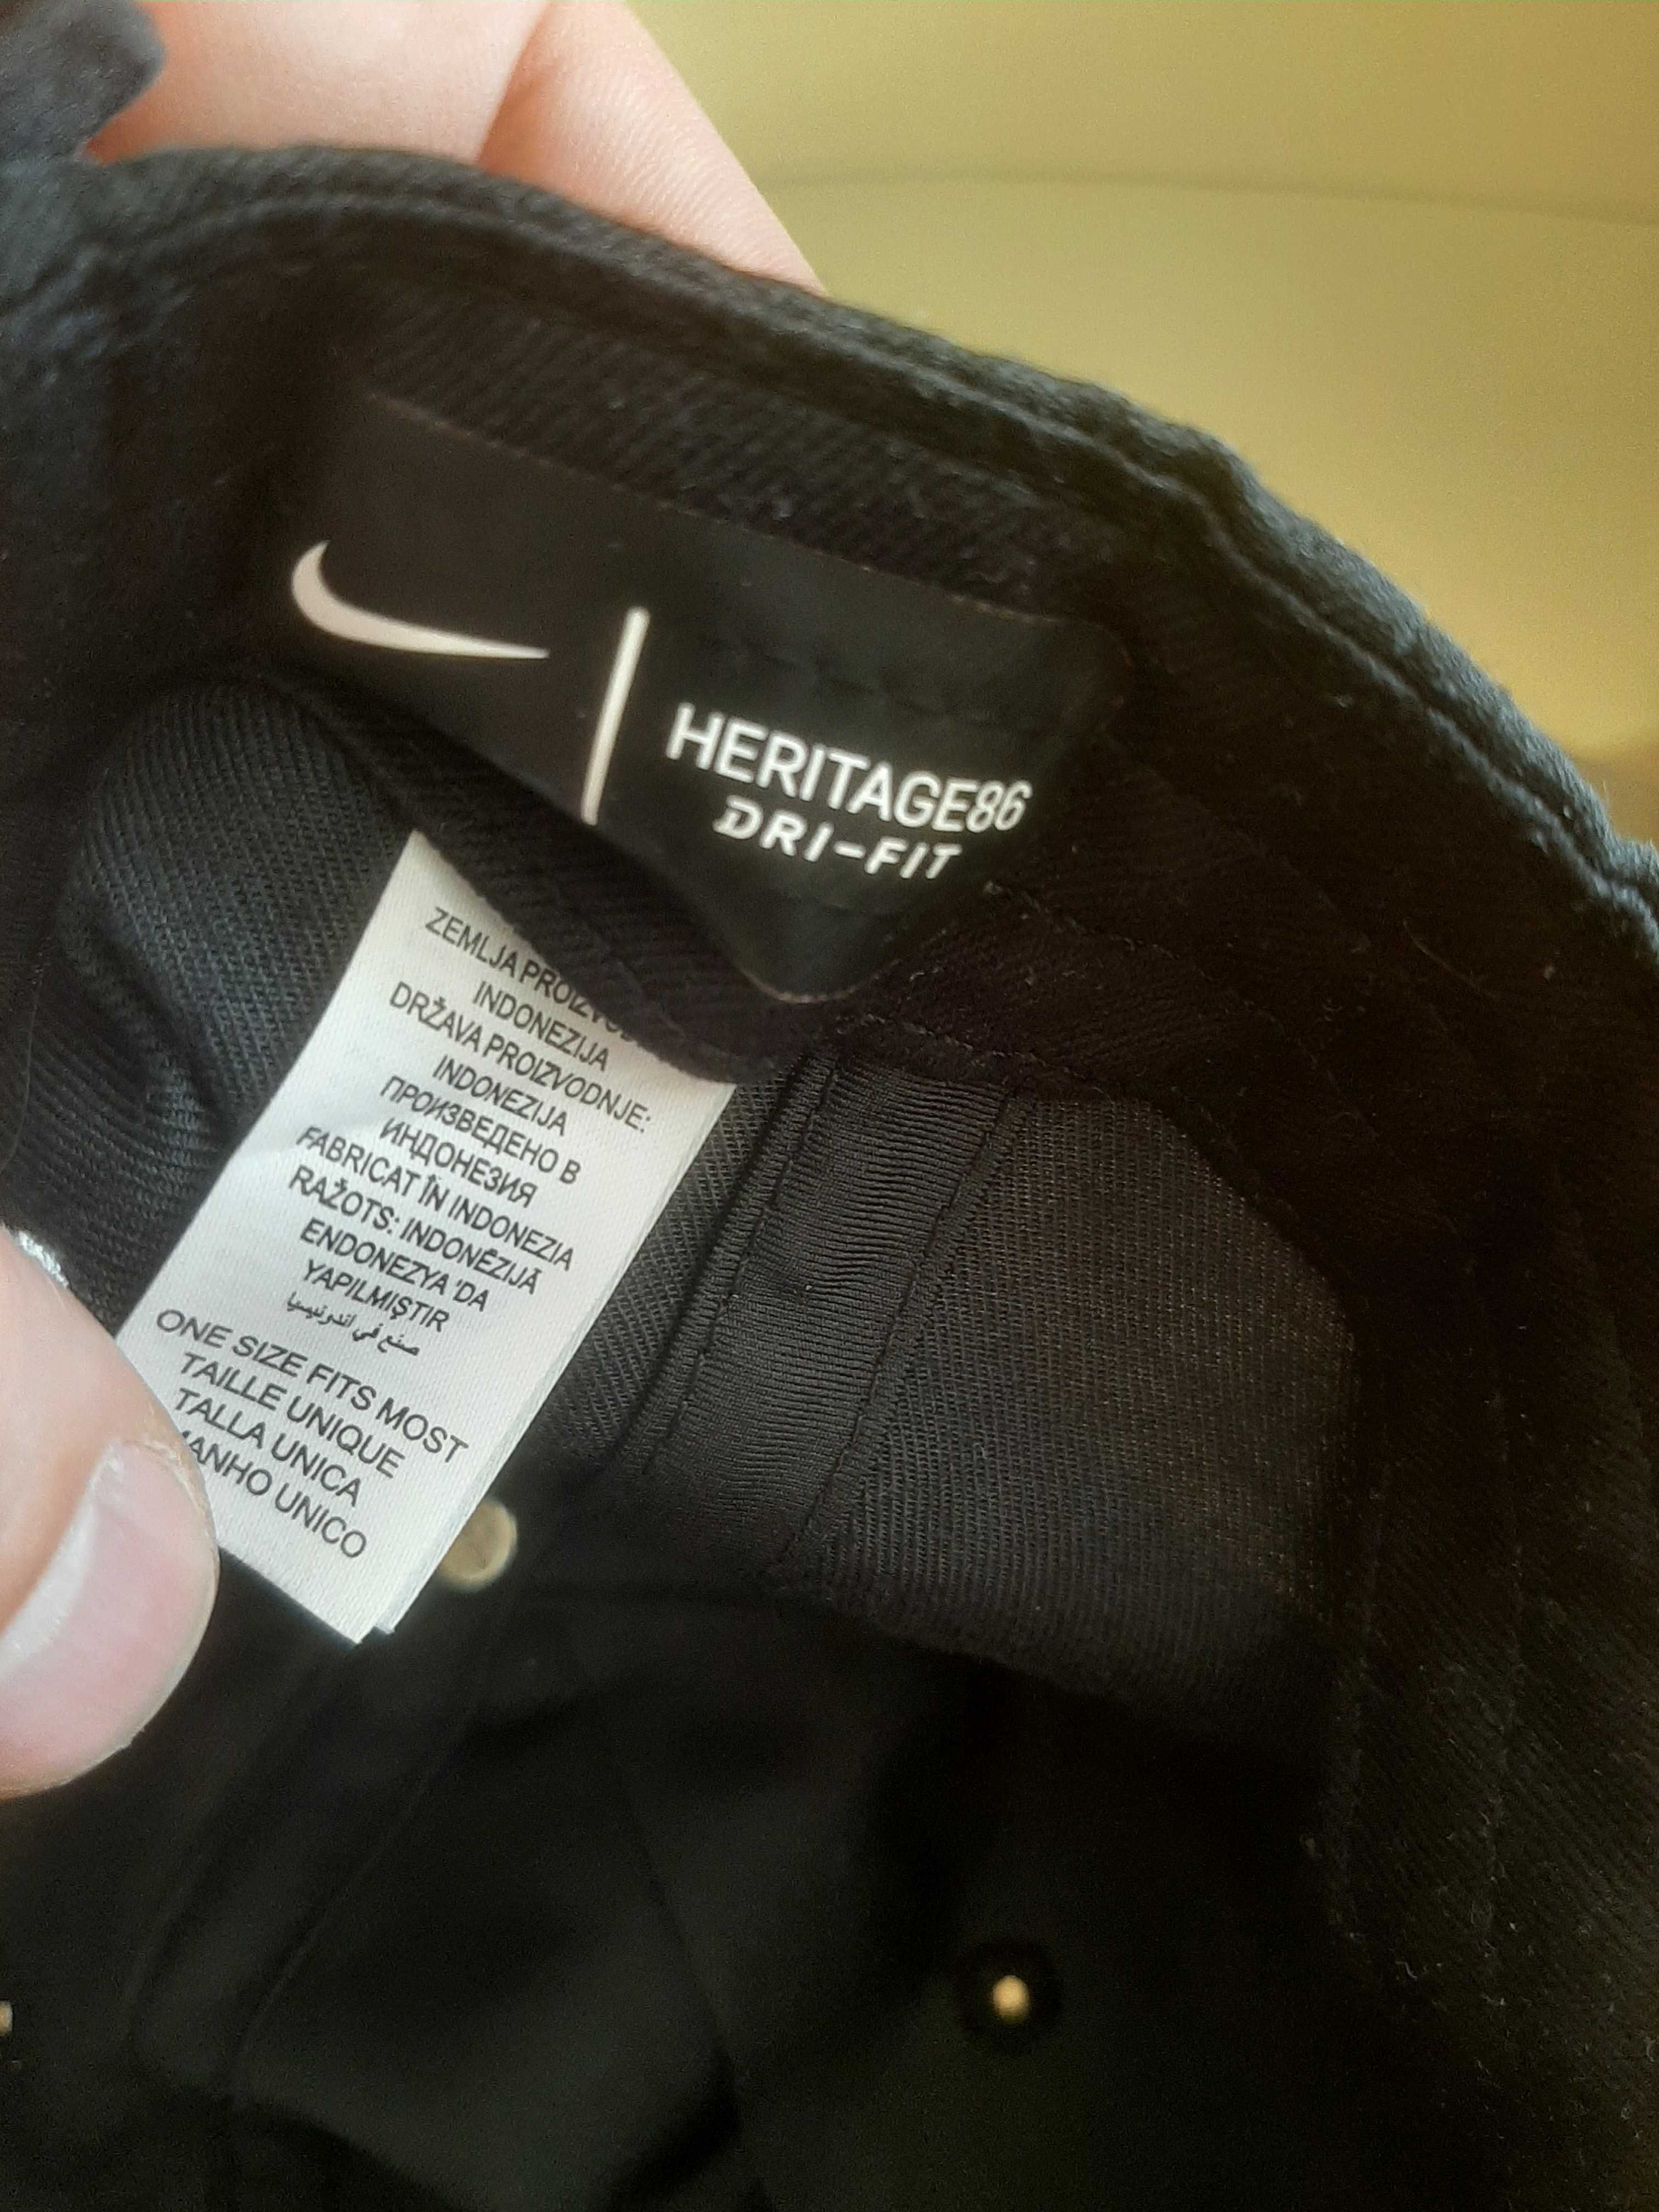 HERITAGE86
DRI-FIT
ZEMLJA PROIZVOD
INDONEZIJA
DRŽAVA PROIZVODNJE:
INDONEZIJA
ПРОИЗВЕДЕНО В
ИНДОНЕЗИЯ
FABRICAT ÎN INDONEZIA
RAŽOTS: INDONĒZIJĀ
ENDONEZYA 'DA
YAPILMIŞTIR
صنع في اندونيسيا
ONE SIZE FITS MOST
TAILLE UNIQUE
TALLA UNICA
MANHO UNICO